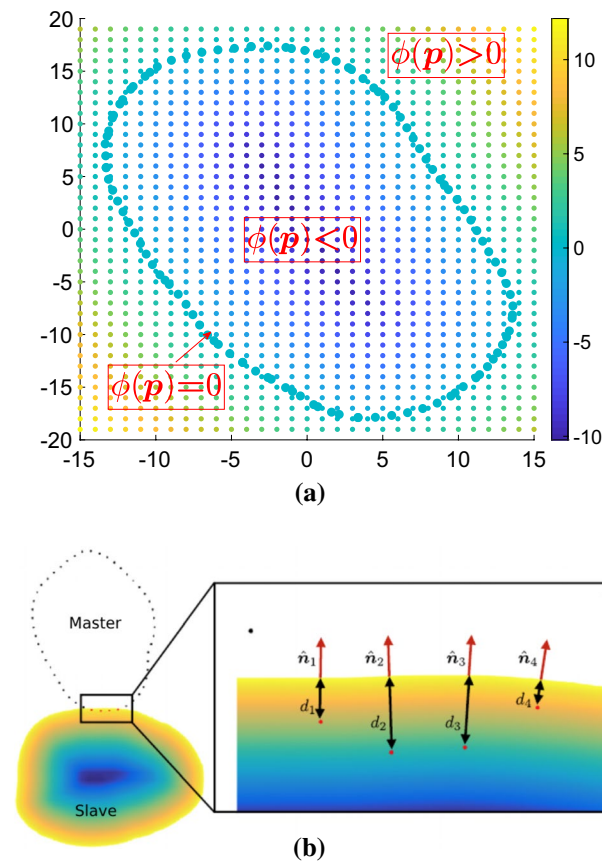 20
15
10
5
0
-5
-10
-15
-20
-15 -10 -5 0 5 10 15
10
5
0
-5
-10
ϕ(p)>0
ϕ(p)<0
ϕ(p)=0
(a)
Master
Slave
n̂₁ n̂₂ n̂₃ n̂₄
d₁ d₂ d₃ d₄
(b)